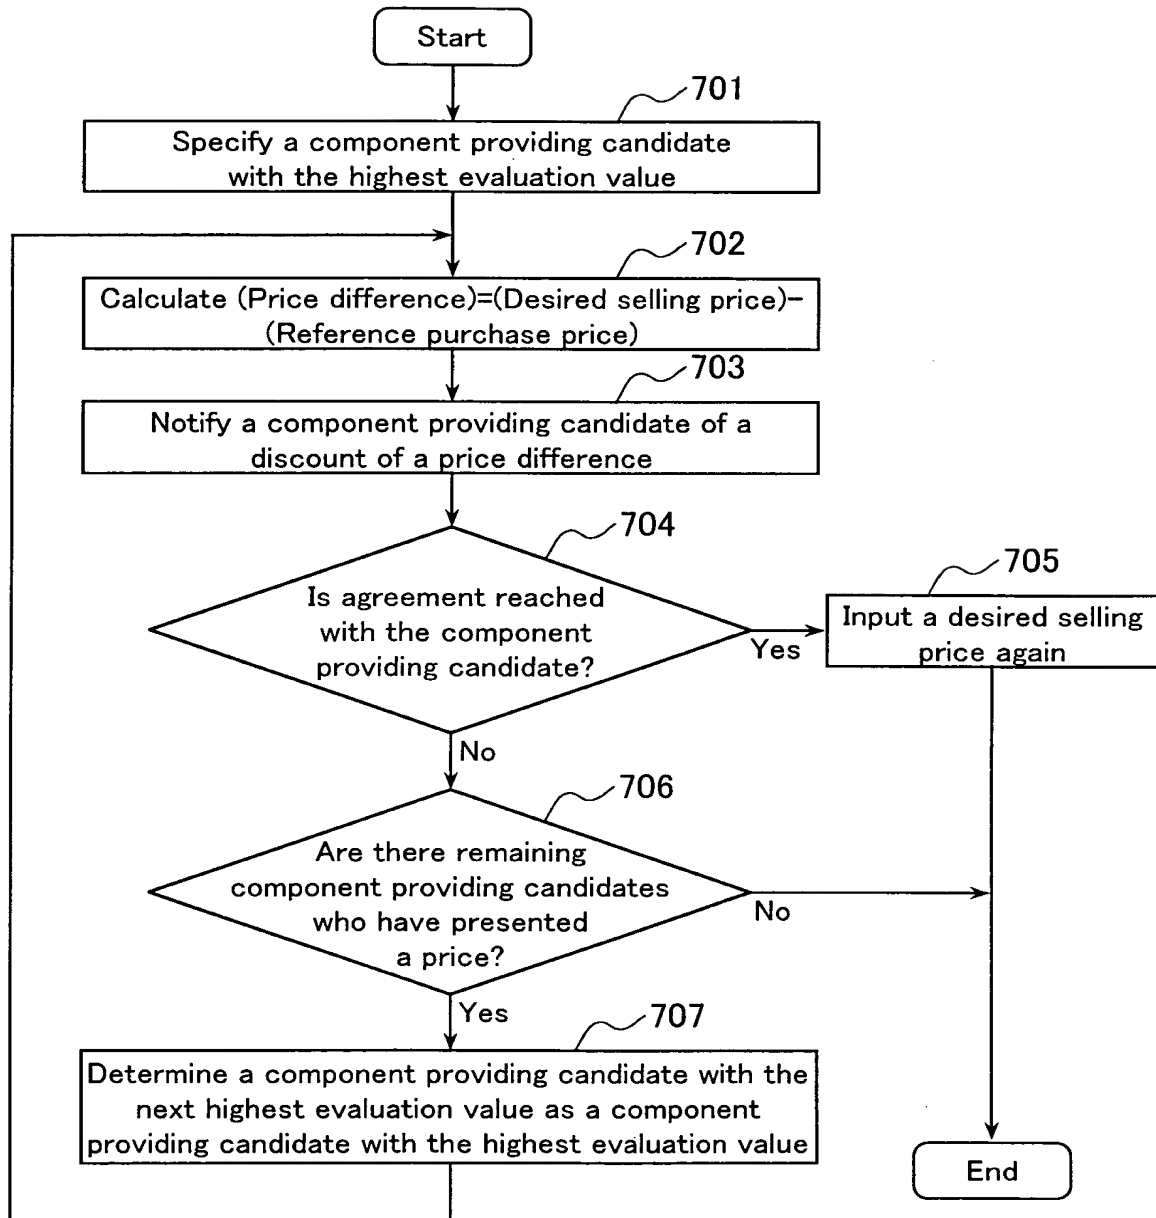 Start
701
Specify a component providing candidate
with the highest evaluation value
702
Calculate (Price difference)=(Desired selling price)-
(Reference purchase price)
703
Notify a component providing candidate of a
discount of a price difference
704
Is agreement reached
with the component
providing candidate?
Yes
705
Input a desired selling
price again
No
706
Are there remaining
component providing candidates
who have presented
a price?
No
Yes
707
Determine a component providing candidate with the
next highest evaluation value as a component
providing candidate with the highest evaluation value
End